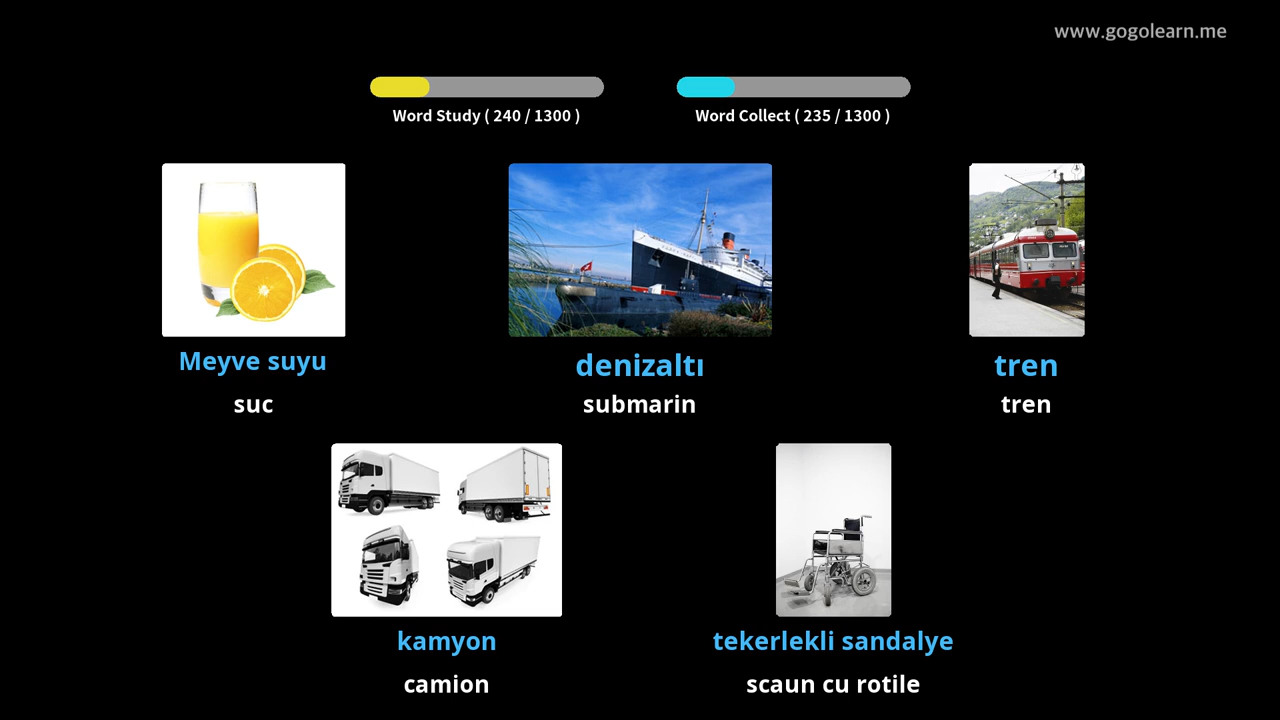 www.gogolearn.me
Word Study ( 240 / 1300 )
Word Collect ( 235 / 1300 )
Meyve suyu
denizaltı
tren
suc
submarin
tren
kamyon
tekerlekli sandalye
camion
scaun cu rotile